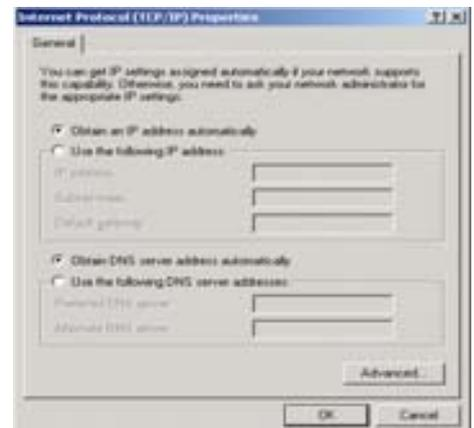 Internet Protocol (TCP/IP) Properties
General
You can get IP settings assigned automatically if your network supports
this capability. Otherwise, you need to ask your network administrator for
the appropriate IP settings.
Obtain an IP address automatically
Use the following IP address:
IP address:
Subnet mask:
Default gateway:
Obtain DNS server address automatically
Use the following DNS server addresses:
Preferred DNS server:
Alternate DNS server:
Advanced...
OK
Cancel